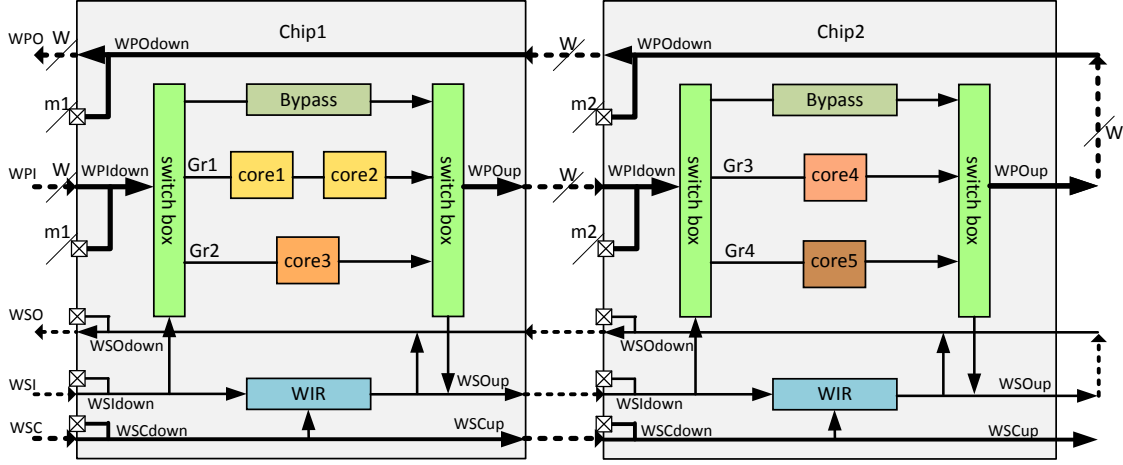 Chip1
Chip2
WPO
W
WPOdown
W
WPOdown
m1
Bypass
m2
Bypass
W
WPI
W
WPIdown
switch box
Gr1
core1
core2
switch box
WPOup
W
WPIdown
switch box
Gr3
core4
switch box
WPOup
m1
Gr2
core3
m2
Gr4
core5
WSO
WSOdown
WSOdown
WSI
WSIdown
WIR
WSOup
WSIdown
WIR
WSOup
WSC
WSCdown
WSCup
WSCdown
WSCup